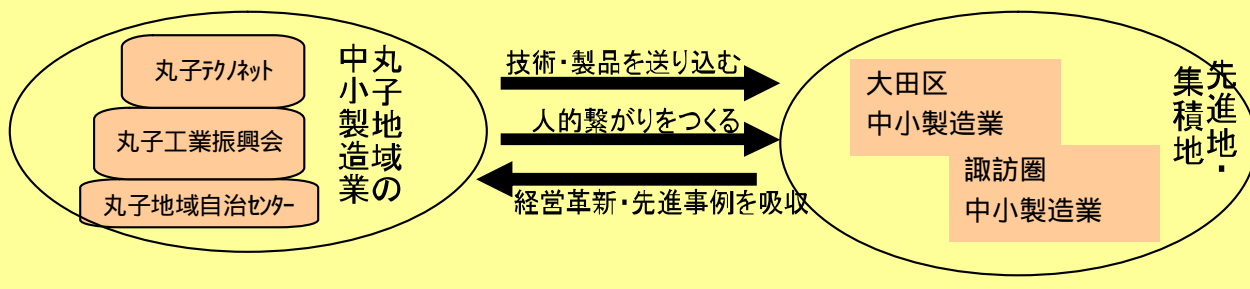 丸子ﾃｸﾉﾈｯﾄ
丸子工業振興会
丸子地域自治ｾﾝﾀｰ
丸子地域の
中小製造業
技術・製品を送り込む
人的繋がりをつくる
経営革新・先進事例を吸収
大田区
中小製造業
諏訪圏
中小製造業
先進地・
集積地